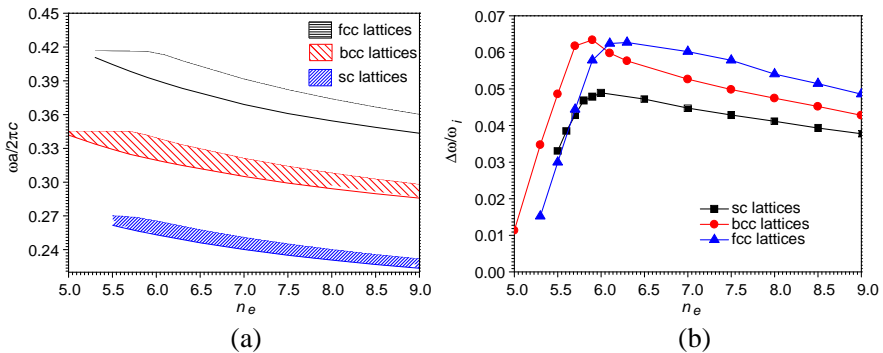 0.45
0.42
0.39
0.36
0.33
0.30
0.27
0.24
ωa/2πc
fcc lattices
bcc lattices
sc lattices
5.0 5.5 6.0 6.5 7.0 7.5 8.0 8.5 9.0
n e
(a)
0.07
0.06
0.05
0.04
0.03
0.02
0.01
0.00
Δω/ω i
sc lattices
bcc lattices
fcc lattices
5.0 5.5 6.0 6.5 7.0 7.5 8.0 8.5 9.0
n e
(b)